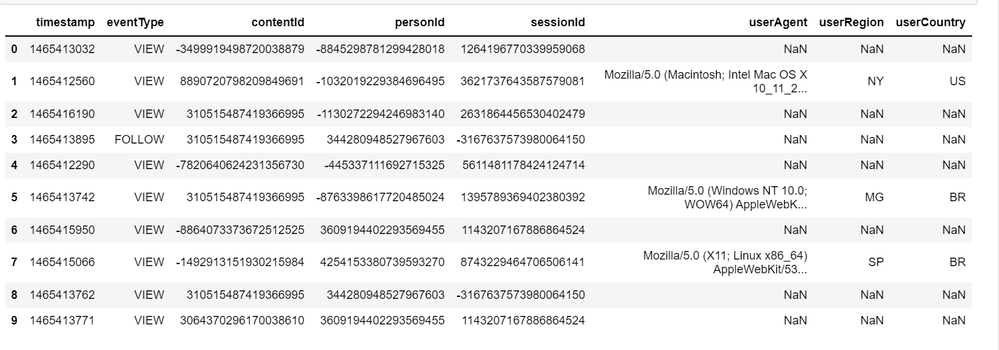 timestamp eventType contentId personId sessionId userAgent userRegion userCountry
0 1465413032 VIEW -3499919498720038879 -8845298781299428018 1264196770339959068 NaN NaN NaN
1 1465412560 VIEW 8890720798209849691 -1032019229384696495 3621737643587579081 Mozilla/5.0 (Macintosh; Intel Mac OS X
10_11_2... NY US
2 1465416190 VIEW 310515487419366995 -1130272294246983140 2631864456530402479 NaN NaN NaN
3 1465413895 FOLLOW 310515487419366995 344280948527967603 -3167637573980064150 NaN NaN NaN
4 1465412290 VIEW -7820640624231356730 -445337111692715325 5611481178424124714 NaN NaN NaN
5 1465413742 VIEW 310515487419366995 -8763398617720485024 1395789369402380392 Mozilla/5.0 (Windows NT 10.0;
WOW64) AppleWebK... MG BR
6 1465415950 VIEW -8864073373672512525 3609194402293569455 1143207167886864524 NaN NaN NaN
7 1465415066 VIEW -1492913151930215984 4254153380739593270 8743229464706506141 Mozilla/5.0 (X11; Linux x86_64)
AppleWebKit/53... SP BR
8 1465413762 VIEW 310515487419366995 344280948527967603 -3167637573980064150 NaN NaN NaN
9 1465413771 VIEW 3064370296170038610 3609194402293569455 1143207167886864524 NaN NaN NaN